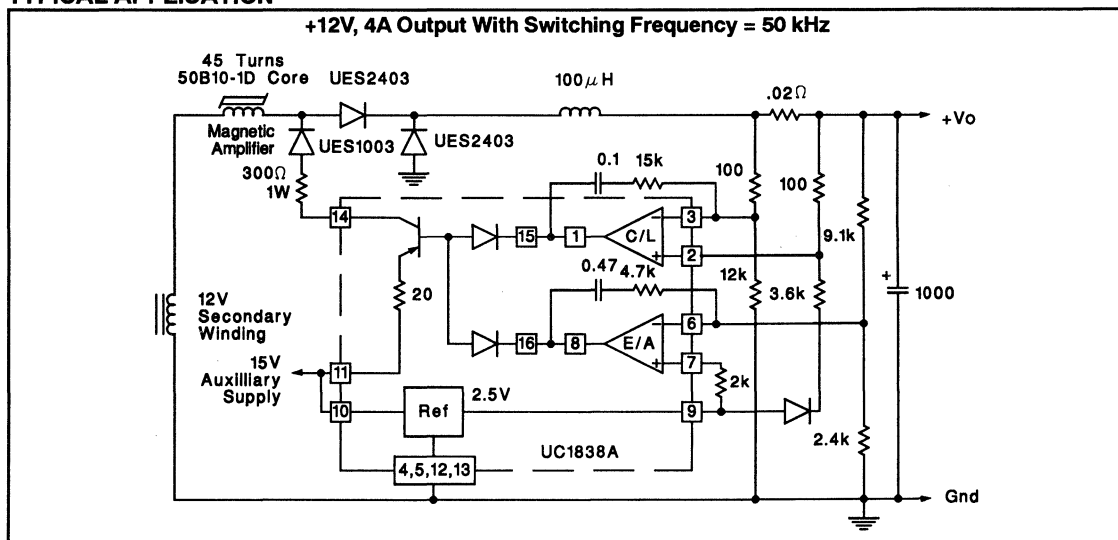 +12V, 4A Output With Switching Frequency = 50 kHz
45 Turns
50B10-1D Core
UES2403
100μH
.02Ω
+Vo
Magnetic
Amplifier
UES1003
UES2403
300Ω
1W
0.1
15k
100
100
9.1k
14
15
1
C/L
3
2
-
+
20
0.47
4.7k
12k
3.6k
+
1000
12V
Secondary
Winding
16
8
E/A
6
7
-
+
15V
Auxilliary
Supply
11
10
Ref
2.5V
9
2k
2.4k
UC1838A
4,5,12,13
Gnd